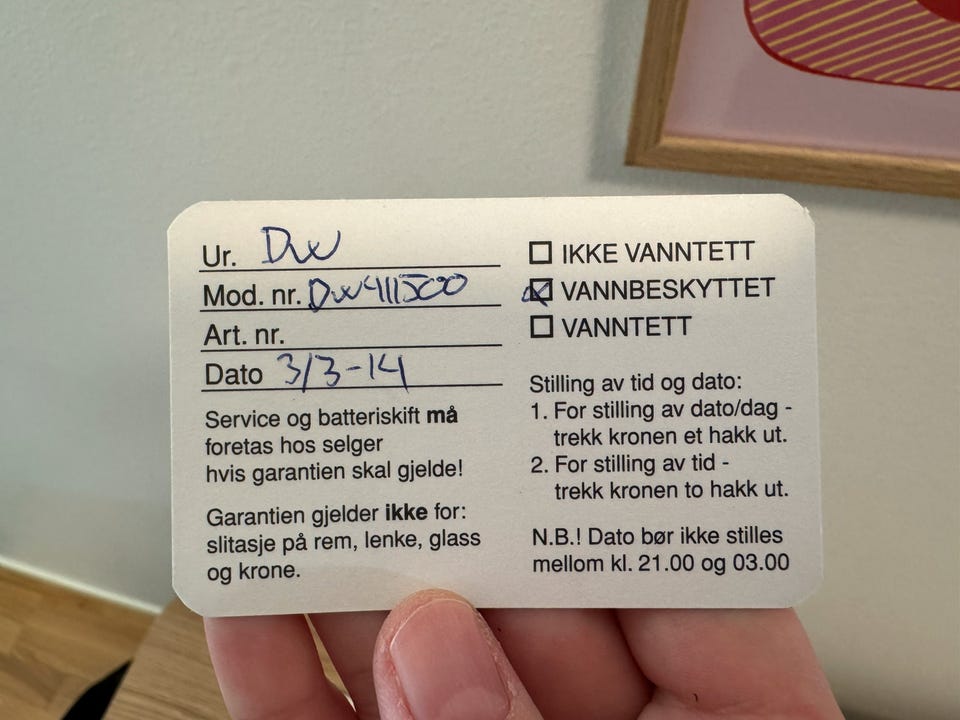 Ur. DW
Mod. nr. DW411500
Art. nr.
Dato 3/3-14
Service og batteriskift må
foretas hos selger
hvis garantien skal gjelde!
Garantien gjelder ikke for:
slitasje på rem, lenke, glass
og krone.
IKKE VANNTETT
VANNBESKYTTET
VANNTETT
Stilling av tid og dato:
1. For stilling av dato/dag -
trekk kronen et hakk ut.
2. For stilling av tid -
trekk kronen to hakk ut.
N.B.! Dato bør ikke stilles
mellom kl. 21.00 og 03.00